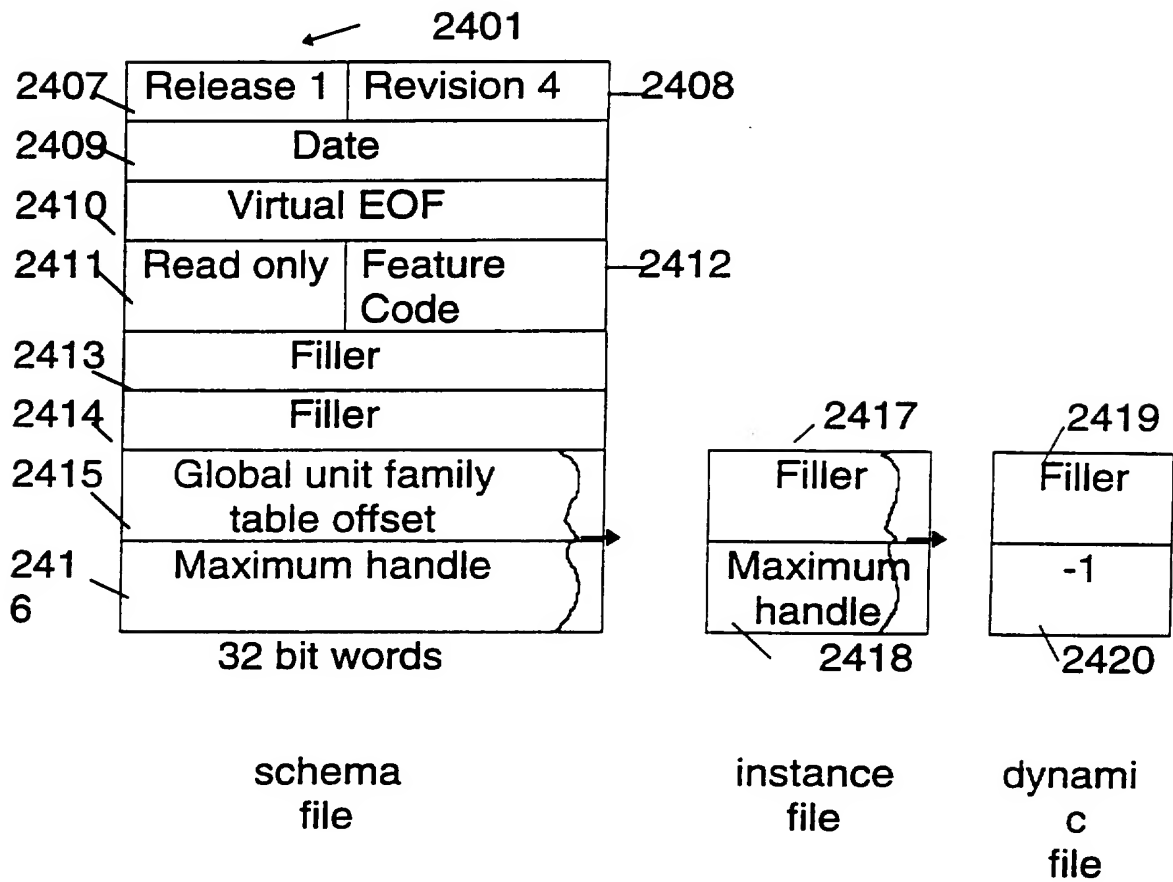 2401
2407 Release 1 Revision 4 2408
2409 Date
2410 Virtual EOF
2411 Read only Feature 2412
Code
2413 Filler
2414 Filler
2417
2419
2415 Global unit family
table offset
Filler
Filler
241
6
Maximum handle
Maximum
handle
-1
32 bit words
2418
2420
schema
file
instance
file
dynami
c
file